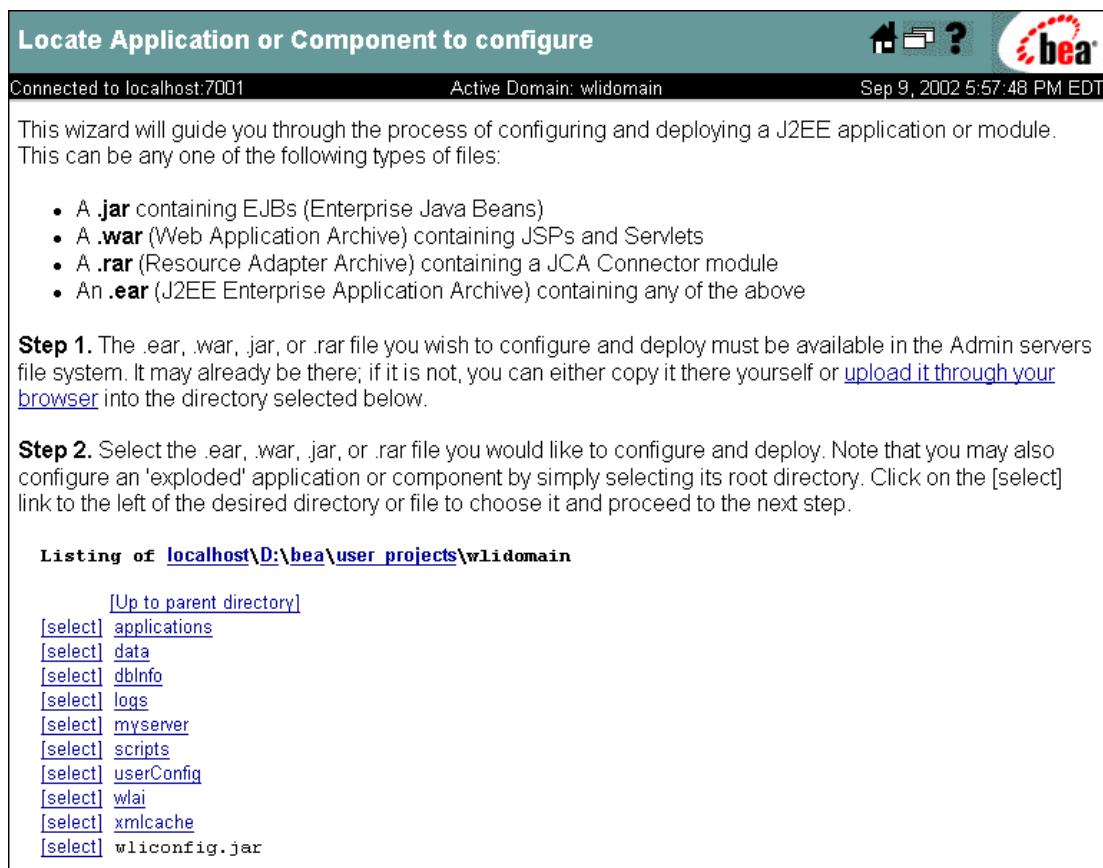 Locate Application or Component to configure
?
bea
Connected to localhost:7001 Active Domain: wlidomain Sep 9, 2002 5:57:48 PM EDT
This wizard will guide you through the process of configuring and deploying a J2EE application or module.
This can be any one of the following types of files:
• A .jar containing EJBs (Enterprise Java Beans)
• A .war (Web Application Archive) containing JSPs and Servlets
• A .rar (Resource Adapter Archive) containing a JCA Connector module
• An .ear (J2EE Enterprise Application Archive) containing any of the above
Step 1. The .ear, .war, .jar, or .rar file you wish to configure and deploy must be available in the Admin servers
file system. It may already be there; if it is not, you can either copy it there yourself or upload it through your
browser into the directory selected below.
Step 2. Select the .ear, .war, .jar, or .rar file you would like to configure and deploy. Note that you may also
configure an 'exploded' application or component by simply selecting its root directory. Click on the [select]
link to the left of the desired directory or file to choose it and proceed to the next step.
Listing of localhost\D:\bea\user_projects\wlidomain
[Up to parent directory]
[select] applications
[select] data
[select] dbInfo
[select] logs
[select] myserver
[select] scripts
[select] userConfig
[select] wlai
[select] xmlcache
[select] wliconfig.jar